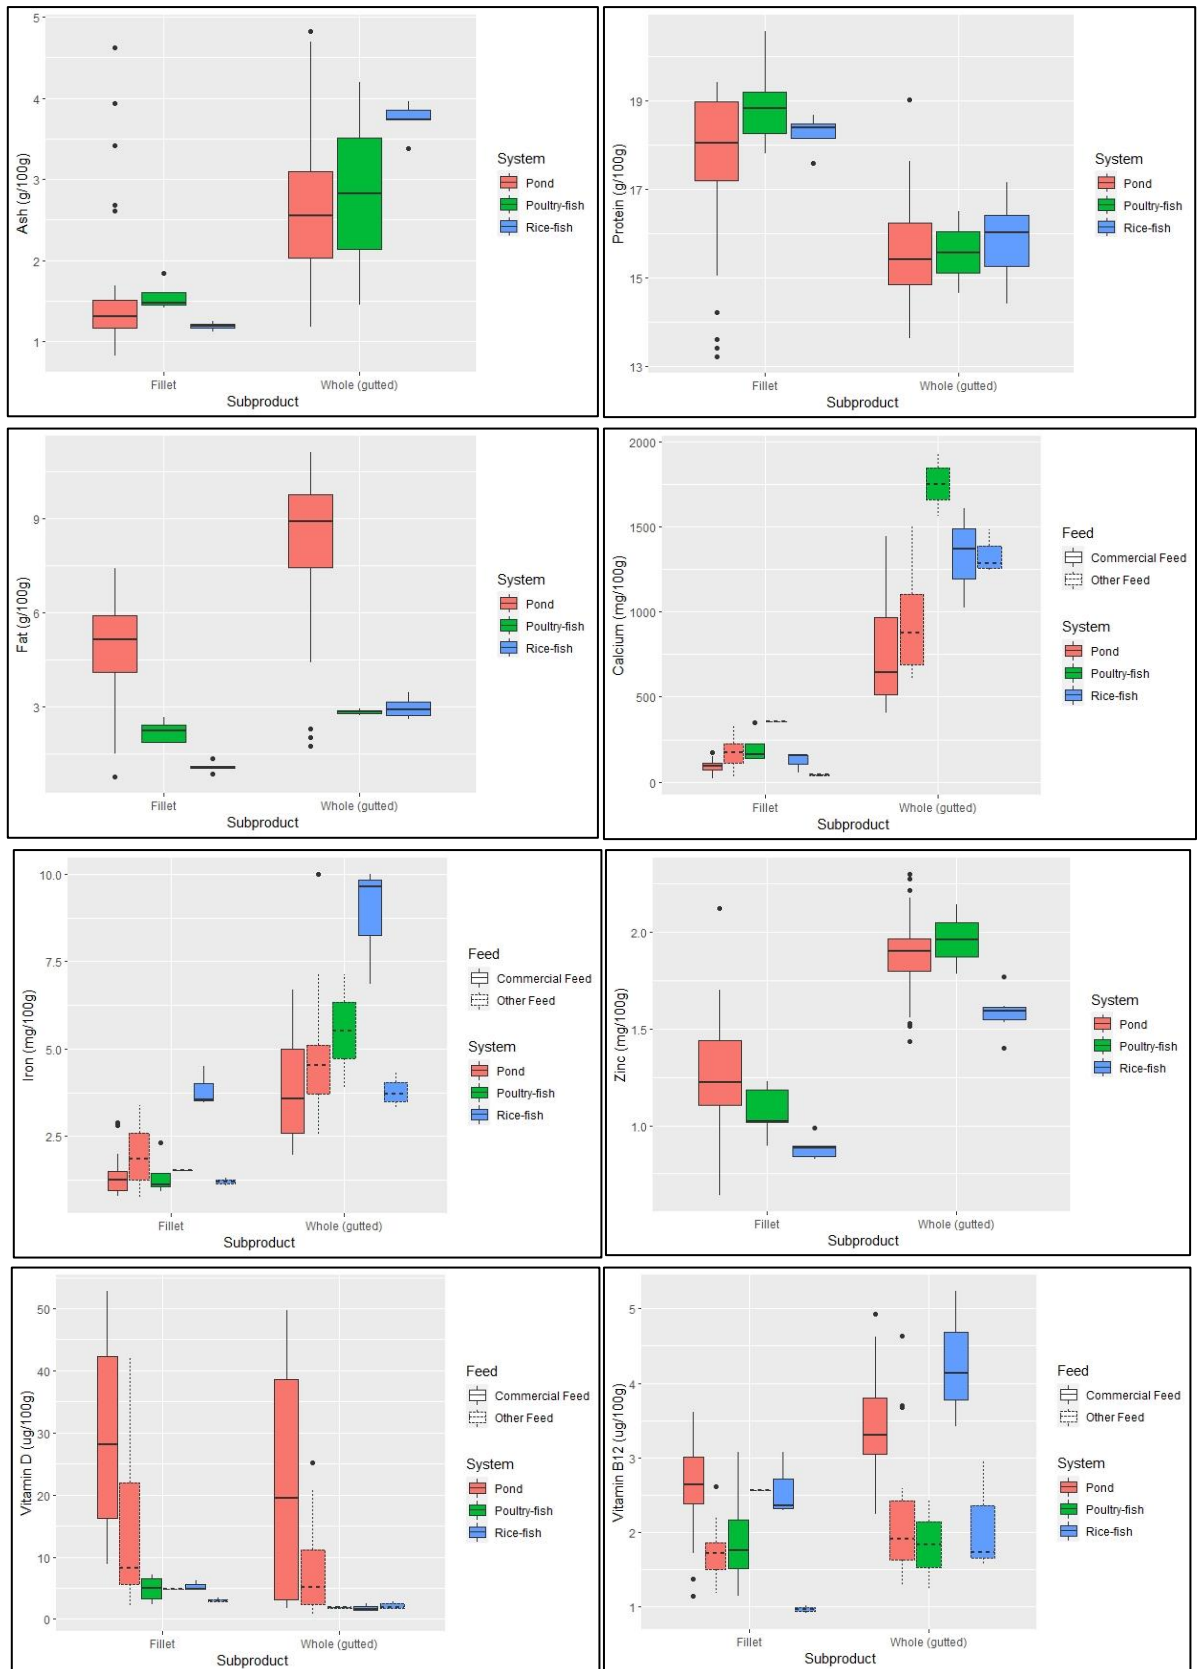 5
4
3
2
1
Ash (g/100g)
Fillet
Whole (gutted)
Subproduct
System
Pond
Poultry-fish
Rice-fish
19
17
15
13
Protein (g/100g)
Fillet
Whole (gutted)
Subproduct
System
Pond
Poultry-fish
Rice-fish
9
6
3
Fat (g/100g)
Fillet
Whole (gutted)
Subproduct
System
Pond
Poultry-fish
Rice-fish
2000
1500
1000
500
0
Calcium (mg/100g)
Fillet
Whole (gutted)
Subproduct
Feed
Commercial Feed
Other Feed
System
Pond
Poultry-fish
Rice-fish
10.0
7.5
5.0
2.5
Iron (mg/100g)
Fillet
Whole (gutted)
Subproduct
Feed
Commercial Feed
Other Feed
System
Pond
Poultry-fish
Rice-fish
2.0
1.5
1.0
Zinc (mg/100g)
Fillet
Whole (gutted)
Subproduct
System
Pond
Poultry-fish
Rice-fish
50
40
30
20
10
0
Vitamin D (ug/100g)
Fillet
Whole (gutted)
Subproduct
Feed
Commercial Feed
Other Feed
System
Pond
Poultry-fish
Rice-fish
5
4
3
2
1
Vitamin B12 (ug/100g)
Fillet
Whole (gutted)
Subproduct
Feed
Commercial Feed
Other Feed
System
Pond
Poultry-fish
Rice-fish